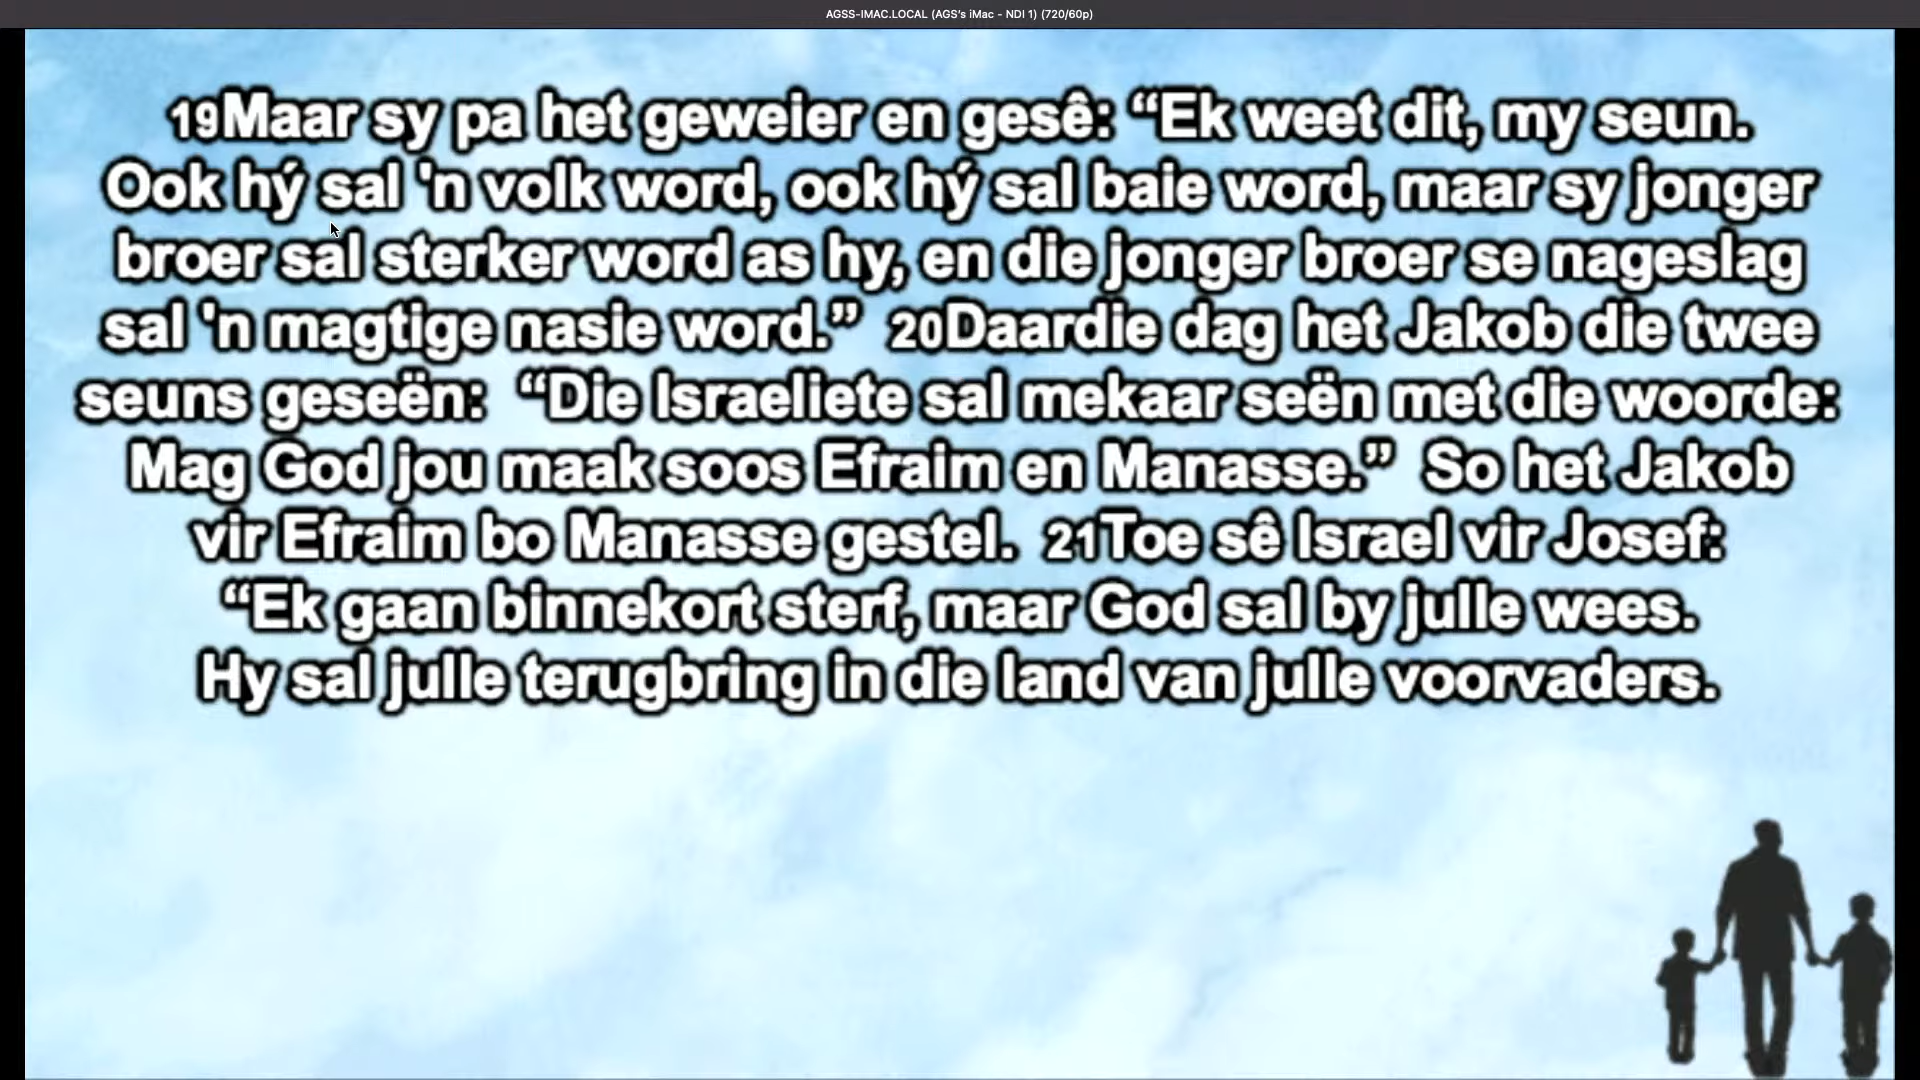 AGSS-IMAC.LOCAL (AGS's iMac - NDI 1) (720/60p)
19Maar sy pa het geweier en gesê: “Ek weet dit, my seun.
Ook hý sal 'n volk word, ook hý sal baie word, maar sy jonger
broer sal sterker word as hy, en die jonger broer se nageslag
sal 'n magtige nasie word.” 20Daardie dag het Jakob die twee
seuns geseën: “Die Israeliete sal mekaar seën met die woorde:
Mag God jou maak soos Efraim en Manasse.” So het Jakob
vir Efraim bo Manasse gestel. 21Toe sê Israel vir Josef:
“Ek gaan binnekort sterf, maar God sal by julle wees.
Hy sal julle terugbring in die land van julle voorvaders.